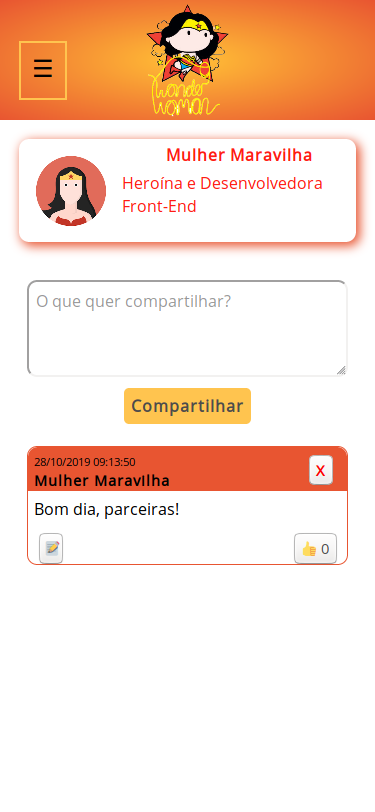 ☰
Wonder
Woman
Mulher Maravilha
Heroína e Desenvolvedora
Front-End
O que quer compartilhar?
Compartilhar
28/10/2019 09:13:50
Mulher Maravilha
X
Bom dia, parceiras!
0